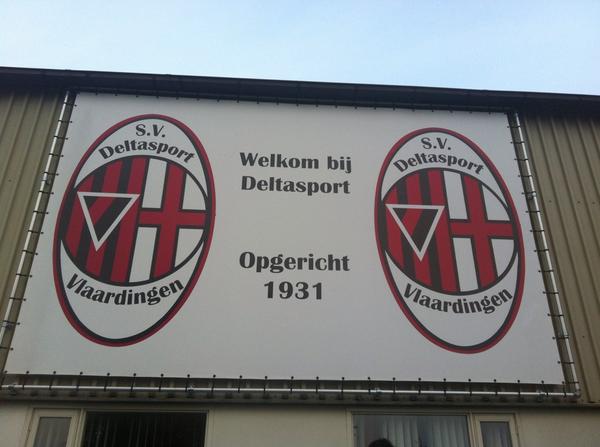 S.V.
Deltasport
Vlaardingen
Welkom bij
Deltasport
Opgericht
1931
S.V.
Deltasport
Vlaardingen